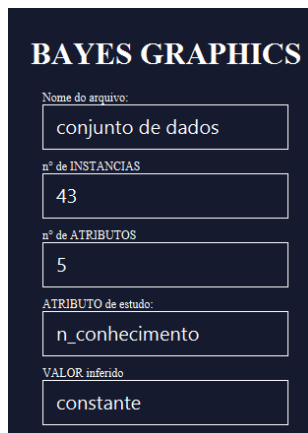 BAYES GRAPHICS
Nome do arquivo:
conjunto de dados
nº de INSTANCIAS
43
nº de ATRIBUTOS
5
ATRIBUTO de estudo:
n_conhecimento
VALOR inferido
constante